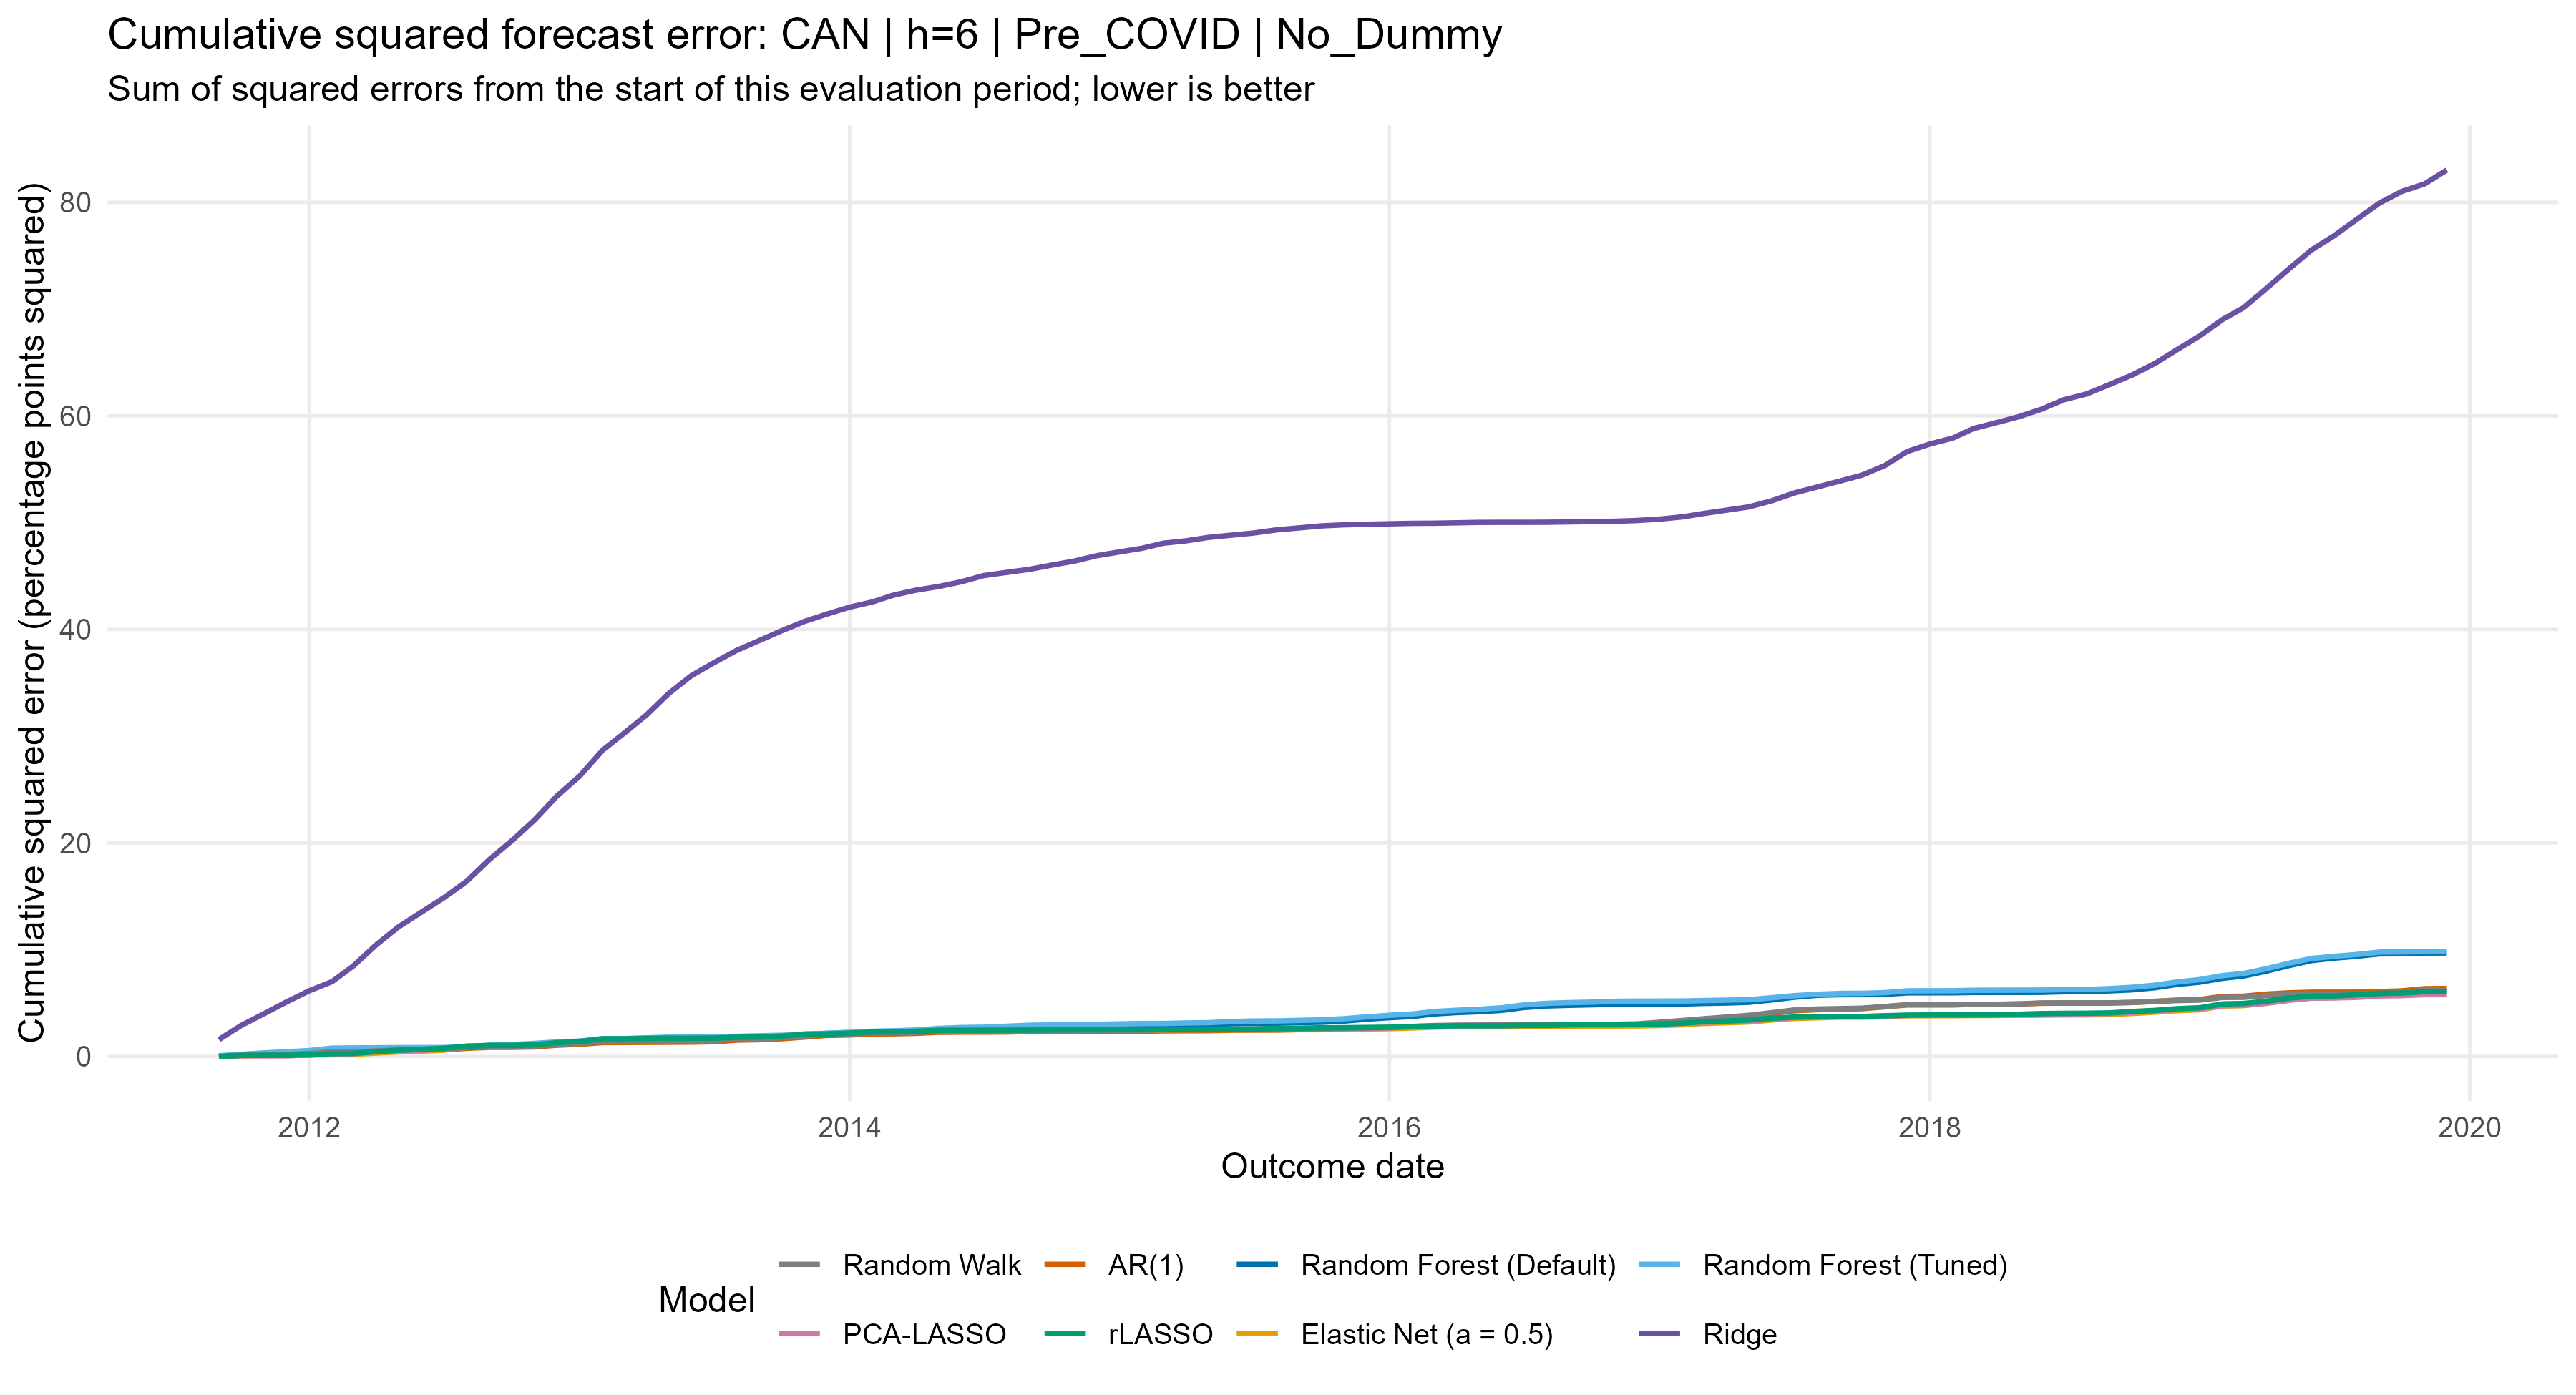 Cumulative squared forecast error: CAN | h=6 | Pre_COVID | No_Dummy
Sum of squared errors from the start of this evaluation period; lower is better
Cumulative squared error (percentage points squared)
80
60
40
20
0
2012
2014
2016
2018
2020
Outcome date
Model
Random Walk
AR(1)
Random Forest (Default)
Random Forest (Tuned)
PCA-LASSO
rLASSO
Elastic Net (a = 0.5)
Ridge